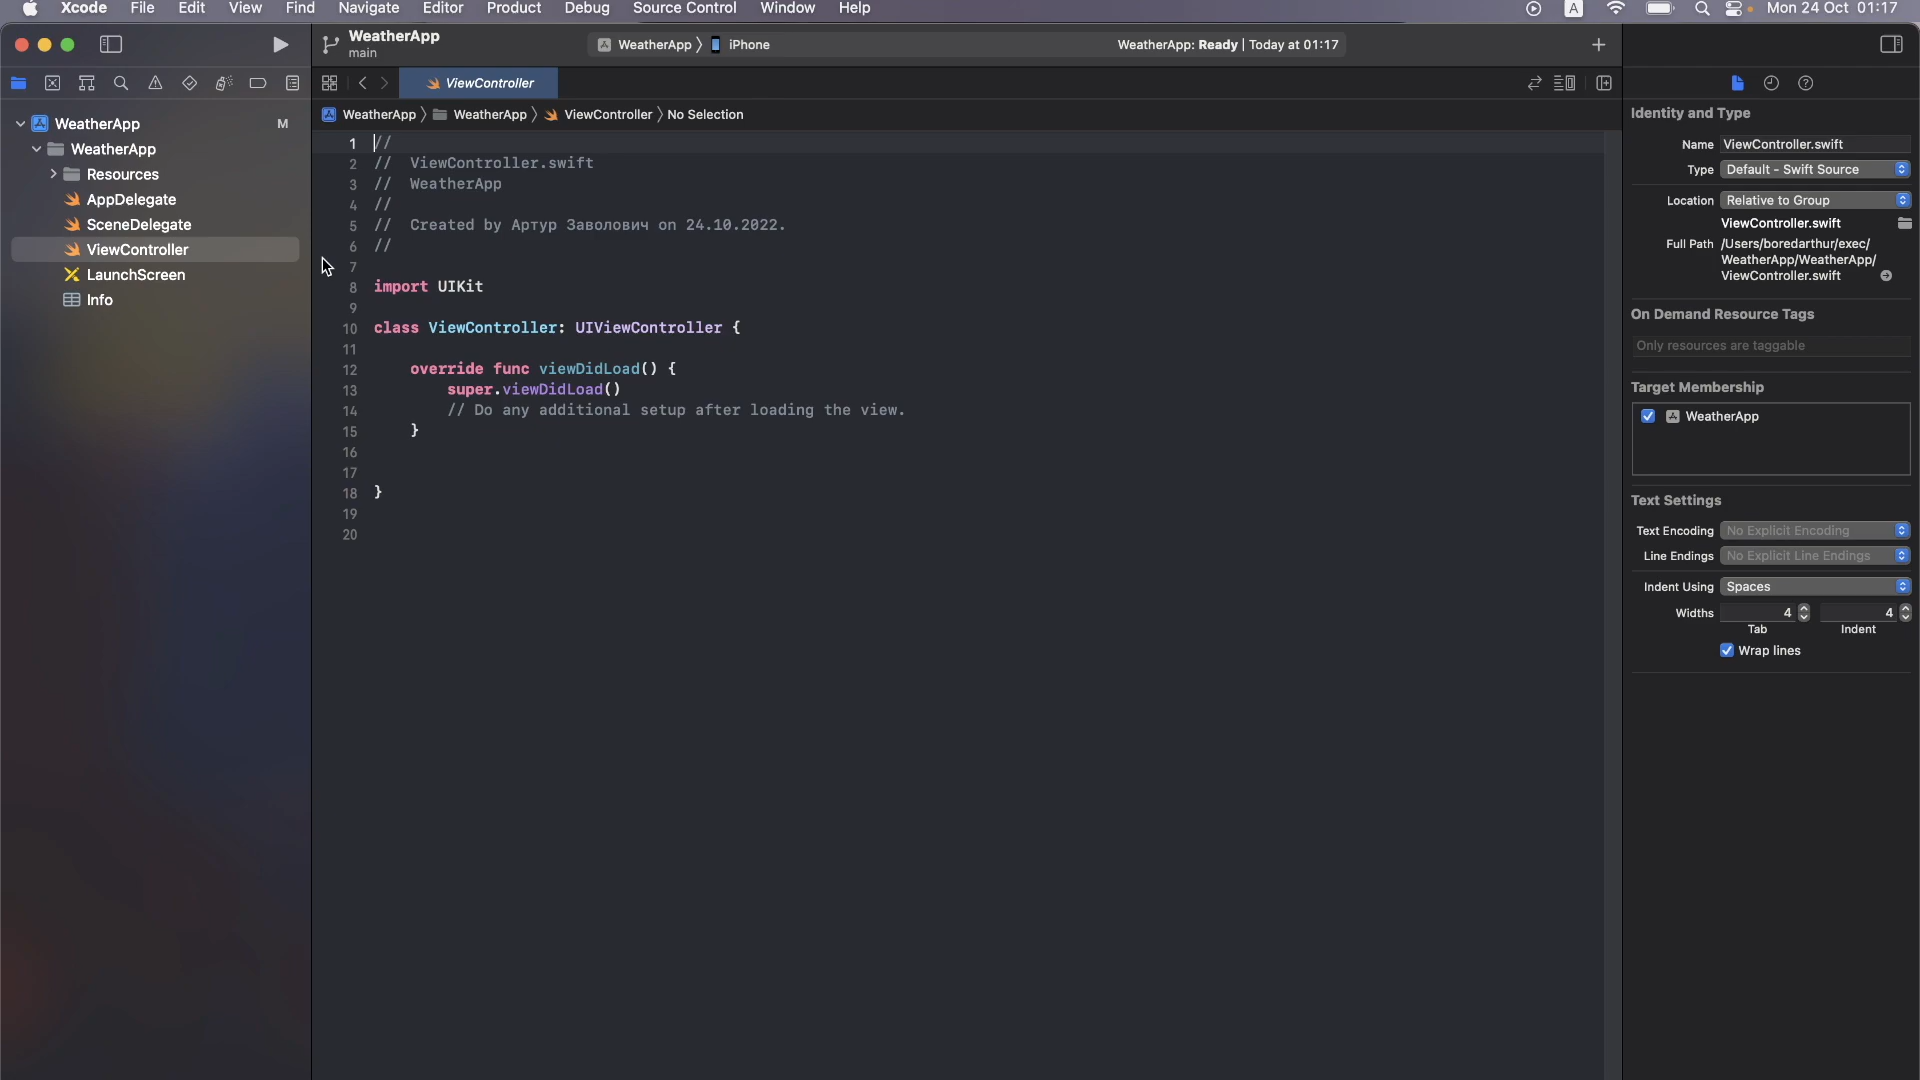 Xcode File Edit View Find Navigate Editor Product Debug Source Control Window Help A Mon 24 Oct 01:17
WeatherApp
main
WeatherApp iPhone WeatherApp: Ready | Today at 01:17
ViewController
WeatherApp M
WeatherApp
Resources
AppDelegate
SceneDelegate
ViewController
LaunchScreen
Info
WeatherApp WeatherApp ViewController No Selection
1 //
2 // ViewController.swift
3 // WeatherApp
4 //
5 // Created by Артур Заволович on 24.10.2022.
6 //
7
8 import UIKit
9
10 class ViewController: UIViewController {
11
12 override func viewDidLoad() {
13 super.viewDidLoad()
14 // Do any additional setup after loading the view.
15 }
16
17
18 }
19
20
Identity and Type
Name ViewController.swift
Type Default - Swift Source
Location Relative to Group
ViewController.swift
Full Path /Users/boredarthur/exec/
WeatherApp/WeatherApp/
ViewController.swift
On Demand Resource Tags
Only resources are taggable
Target Membership
WeatherApp
Text Settings
Text Encoding No Explicit Encoding
Line Endings No Explicit Line Endings
Indent Using Spaces
Widths 4 4
Tab Indent
Wrap lines